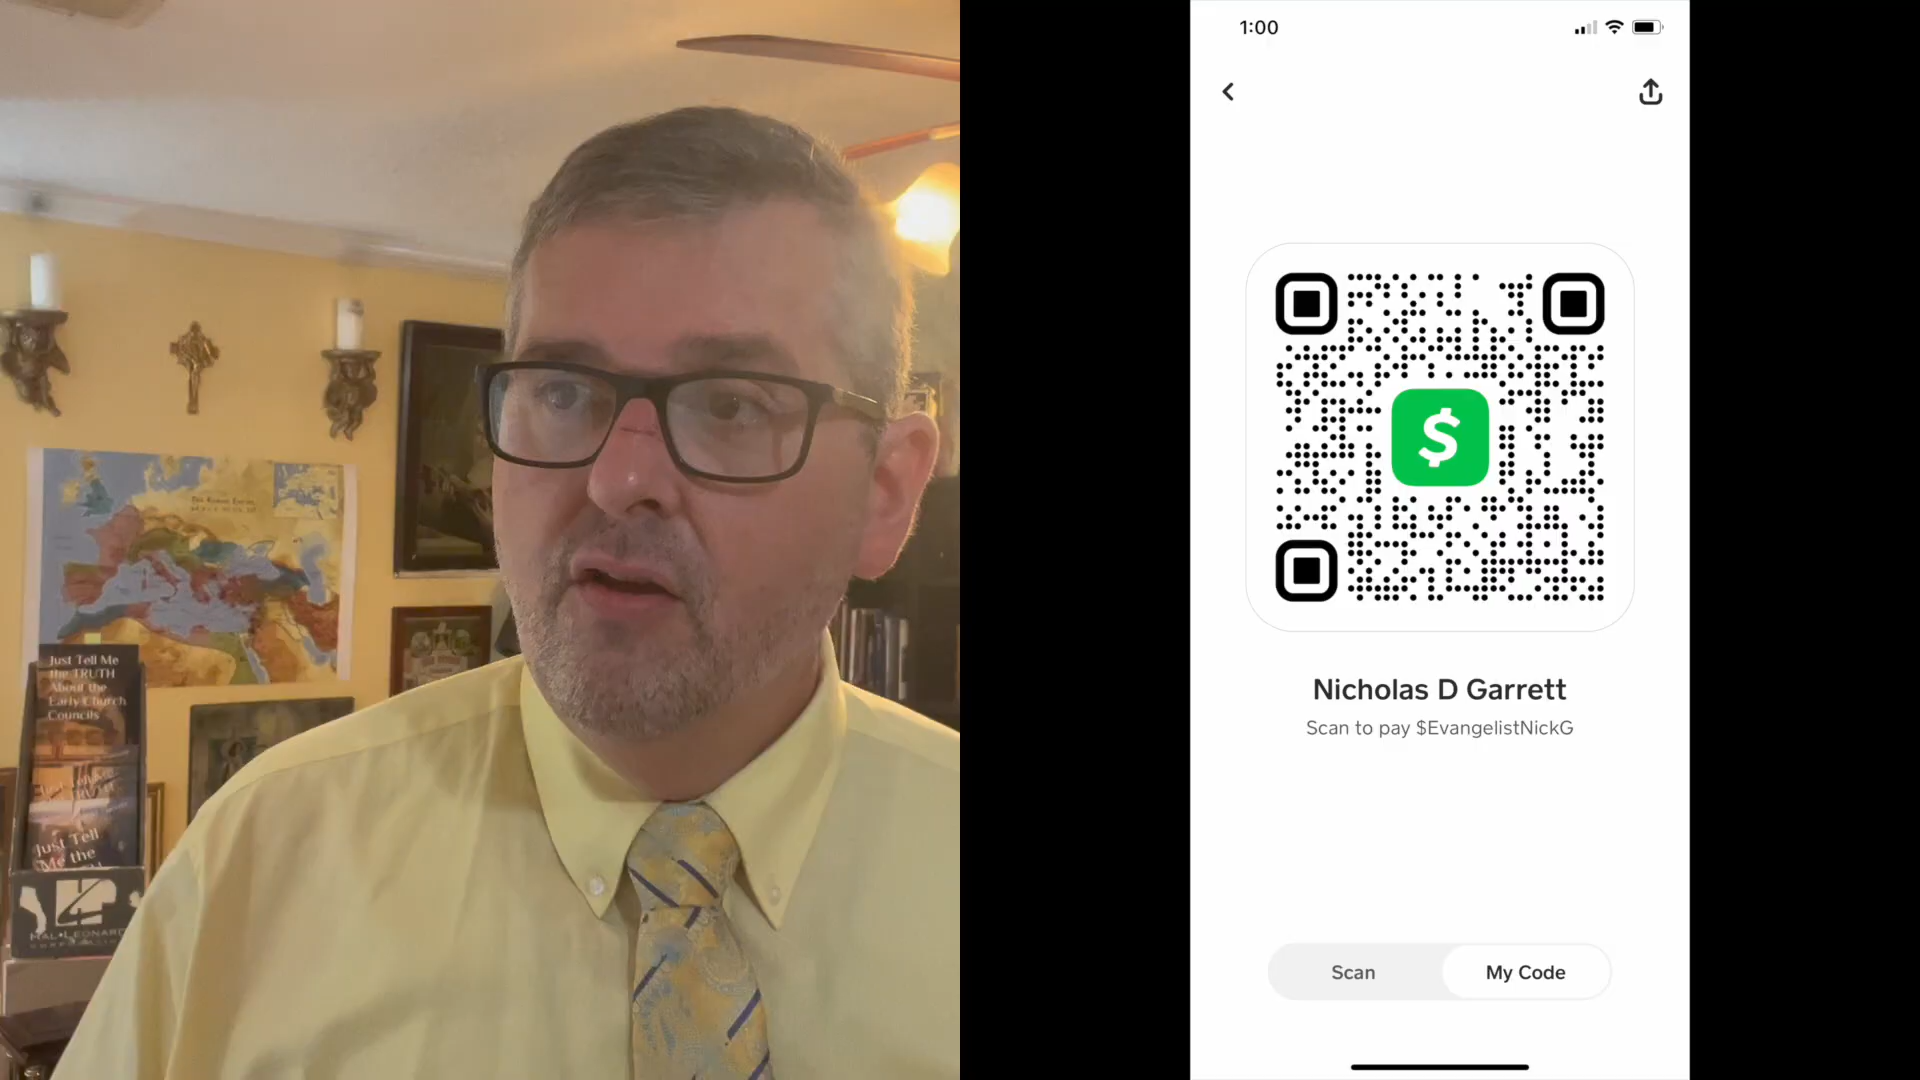 1:00
Nicholas D Garrett
Scan to pay $EvangelistNickG
Scan
My Code
Just Tell Me
the TRUTH
About the
Early Church
Councils
Just Tell
Me the
HAL•LEONARD